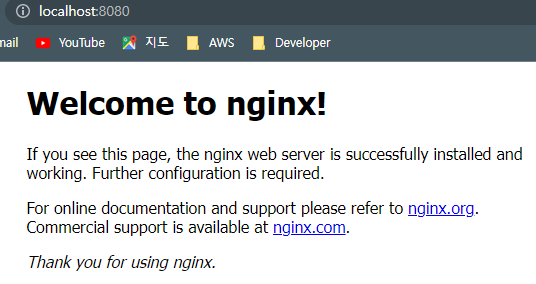 localhost:8080
mail YouTube 지도 AWS Developer
Welcome to nginx!
If you see this page, the nginx web server is successfully installed and
working. Further configuration is required.
For online documentation and support please refer to nginx.org.
Commercial support is available at nginx.com.
Thank you for using nginx.